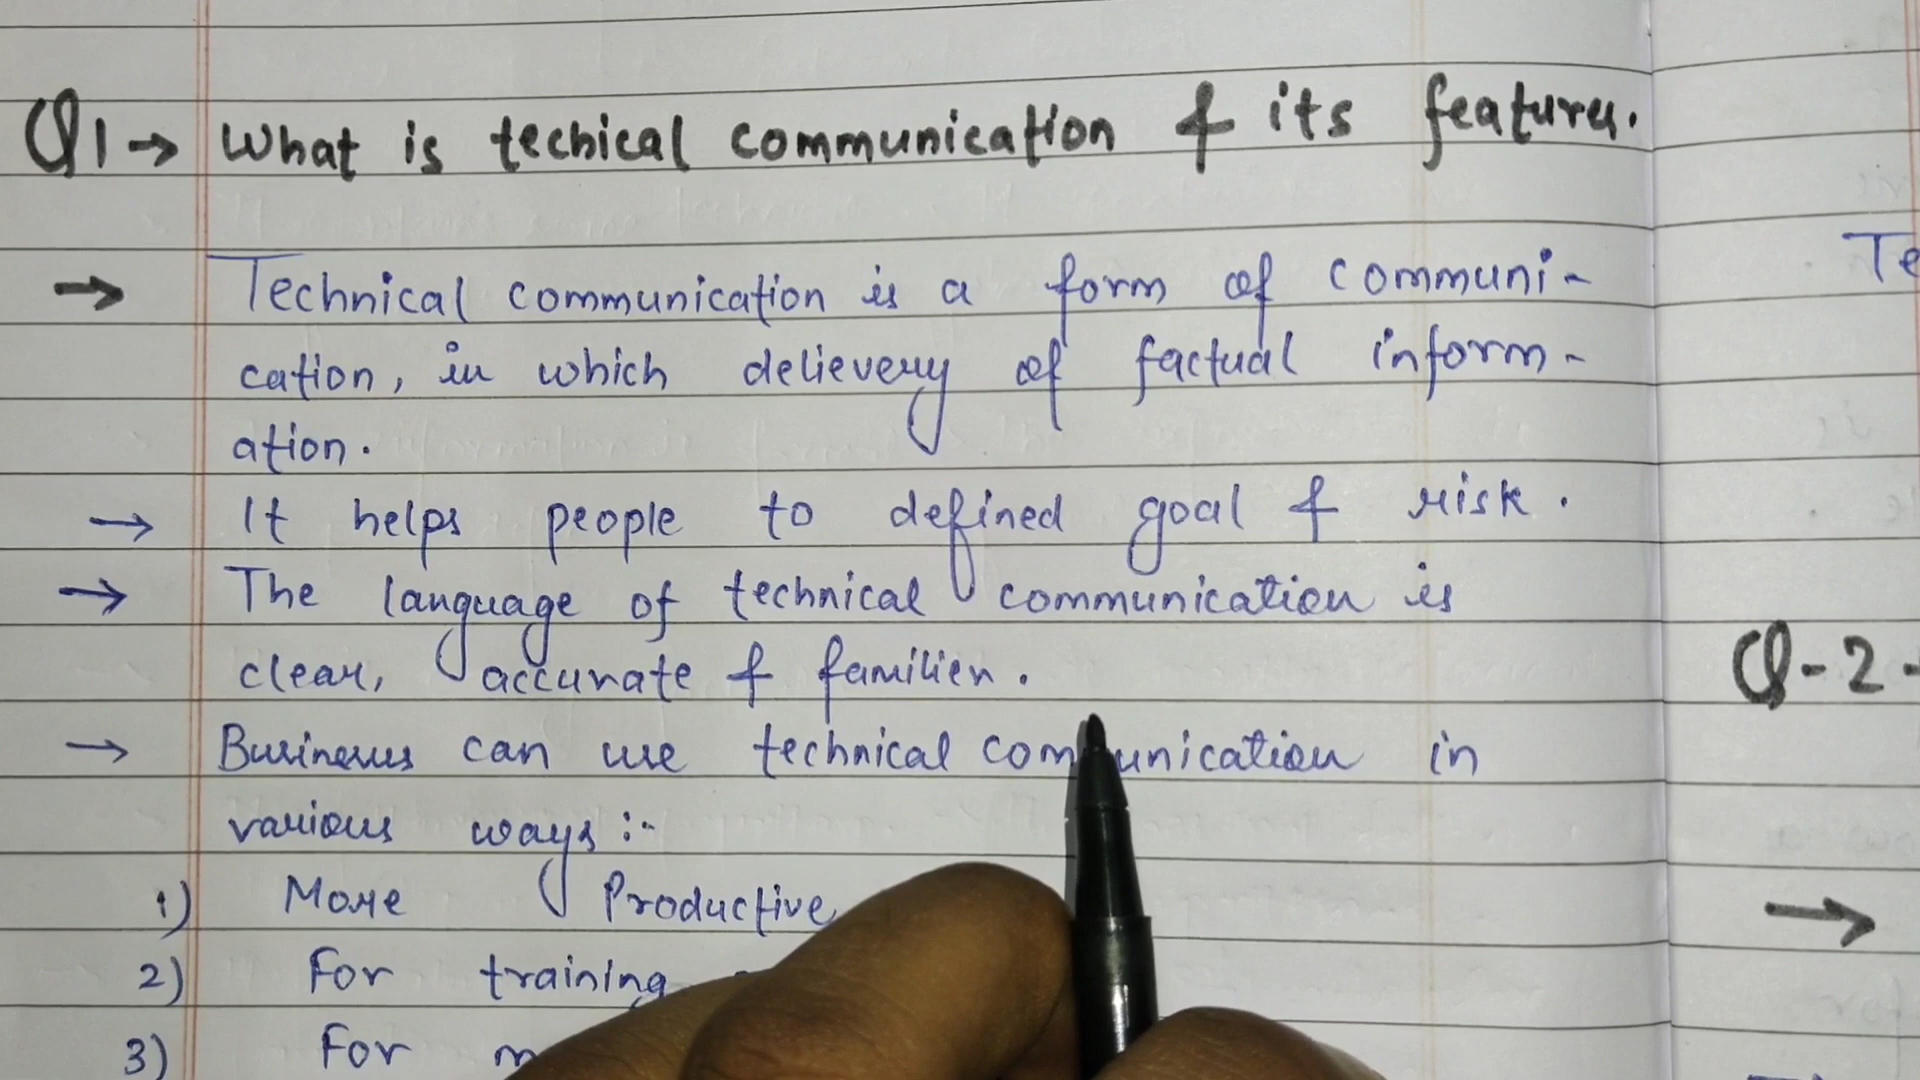 Q1→ What is techical communication & its features.
→ Technical communication is a form of communi-
cation, in which delievery of factual inform-
ation.
→ It helps people to defined goal & risk.
→ The language of technical communication is
clear, accurate & familier.
→ Business can use technical communication in
various ways :-
1) More Productive
2) For training
3) For
Te
Q-2-
→